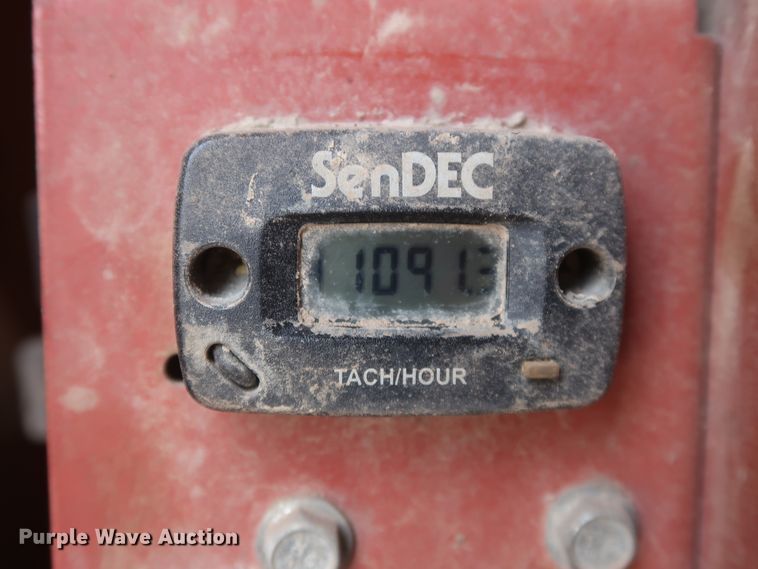 SenDEC
1091.3
TACH/HOUR
Purple Wave Auction